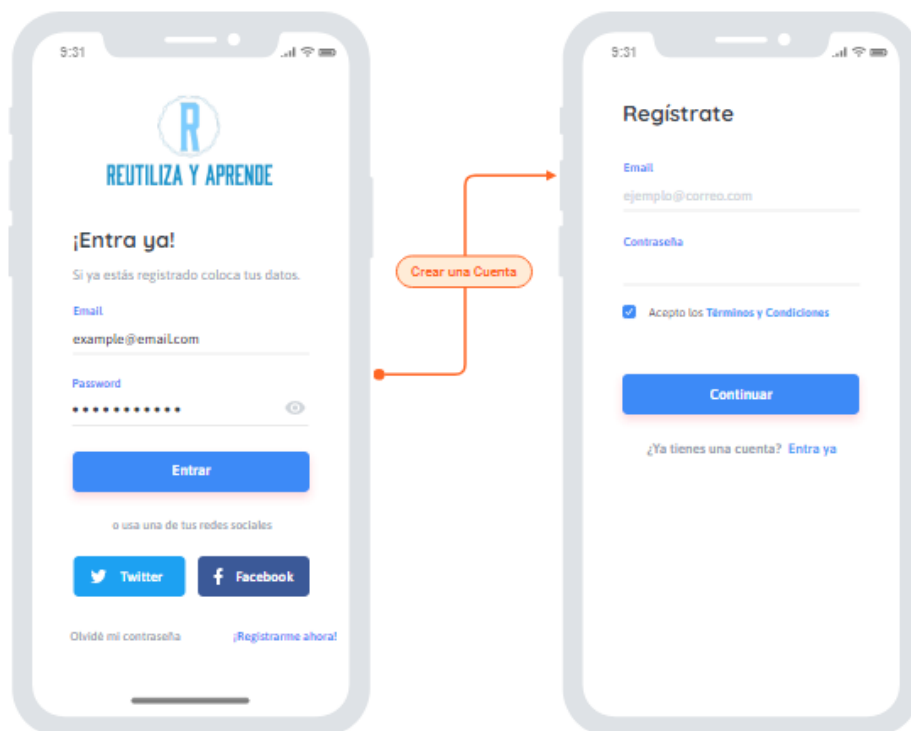 9:31
R
REUTILIZA Y APRENDE
¡Entra ya!
Si ya estás registrado coloca tus datos.
Email
example@email.com
Password
Entrar
o usa una de tus redes sociales
Twitter
Facebook
Olvidé mi contraseña
¡Registrarme ahora!
Crear una Cuenta
9:31
Regístrate
Email
ejemplo@correo.com
Contraseña
Acepto los Términos y Condiciones
Continuar
¿Ya tienes una cuenta? Entra ya